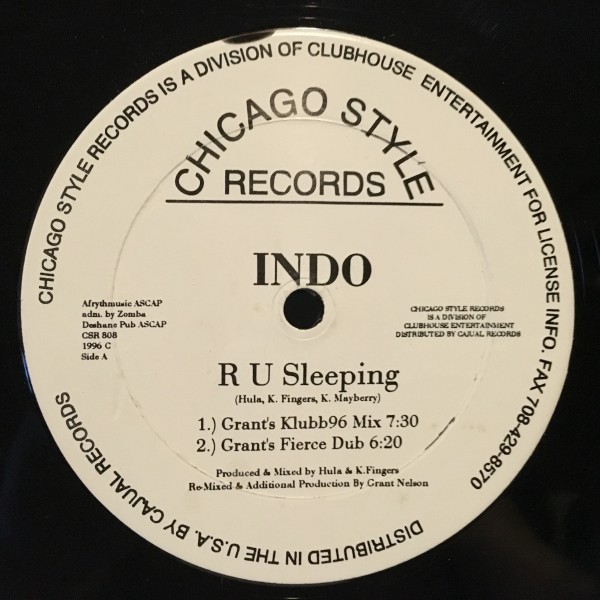 CHICAGO STYLE RECORDS IS A DIVISION OF CLUBHOUSE ENTERTAINMENT FOR LICENSE INFO. FAX 708-429-8570
CHICAGO STYLE
RECORDS
INDO
Afrythmusic ASCAP
adm. by Zomba
Deshane Pub ASCAP
CSR 808
1996 C
Side A
CHICAGO STYLE RECORDS
IS A DIVISION OF
CLUBHOUSE ENTERTAINMENT
DISTRIBUTED BY CAJUAL RECORDS
R U Sleeping
(Hula, K. Fingers, K. Mayberry)
1.) Grant's Klubb96 Mix 7:30
2.) Grant's Fierce Dub 6:20
Produced & Mixed by Hula & K.Fingers
Re-Mixed & Additional Production By Grant Nelson
DISTRIBUTED IN THE U.S.A. BY CAJUAL RECORDS